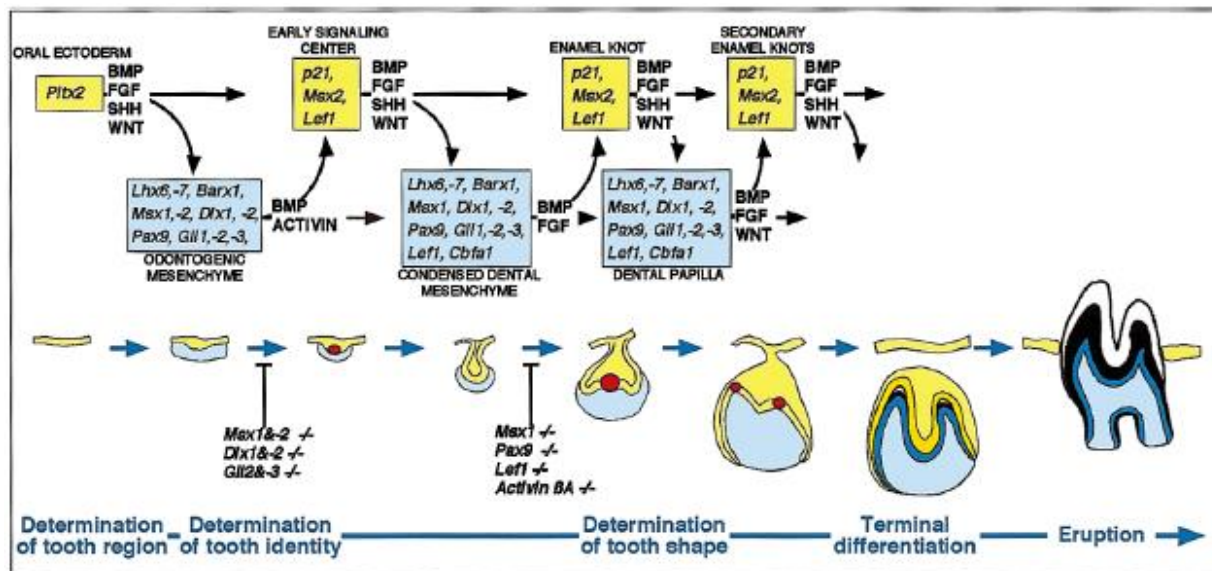 ORAL ECTODERM
Pitx2
BMP
FGF
SHH
WNT
EARLY SIGNALING
CENTER
p21,
Msx2,
Lef1
BMP
FGF
SHH
WNT
ENAMEL KNOT
p21,
Msx2,
Lef1
BMP
FGF
SHH
WNT
SECONDARY
ENAMEL KNOTS
p21,
Msx2,
Lef1
BMP
FGF
SHH
WNT
Lhx6,-7, Barx1,
Msx1,-2, Dlx1, -2,
Pax9, Gli1,-2,-3,
ODONTOGENIC
MESENCHYME
BMP
ACTIVIN
Lhx6,-7, Barx1,
Msx1, Dlx1, -2,
Pax9, Gli1,-2,-3,
Lef1, Cbfa1
CONDENSED DENTAL
MESENCHYME
BMP
FGF
Lhx6,-7, Barx1,
Msx1, Dlx1, -2,
Pax9, Gli1,-2,-3,
Lef1, Cbfa1
DENTAL PAPILLA
BMP
FGF
WNT
Msx1&-2 -/-
Dlx1&-2 -/-
Gli2&-3 -/-
Msx1 -/-
Pax9 -/-
Lef1 -/-
Activin BA -/-
Determination
of tooth region
Determination
of tooth identity
Determination
of tooth shape
Terminal
differentiation
Eruption